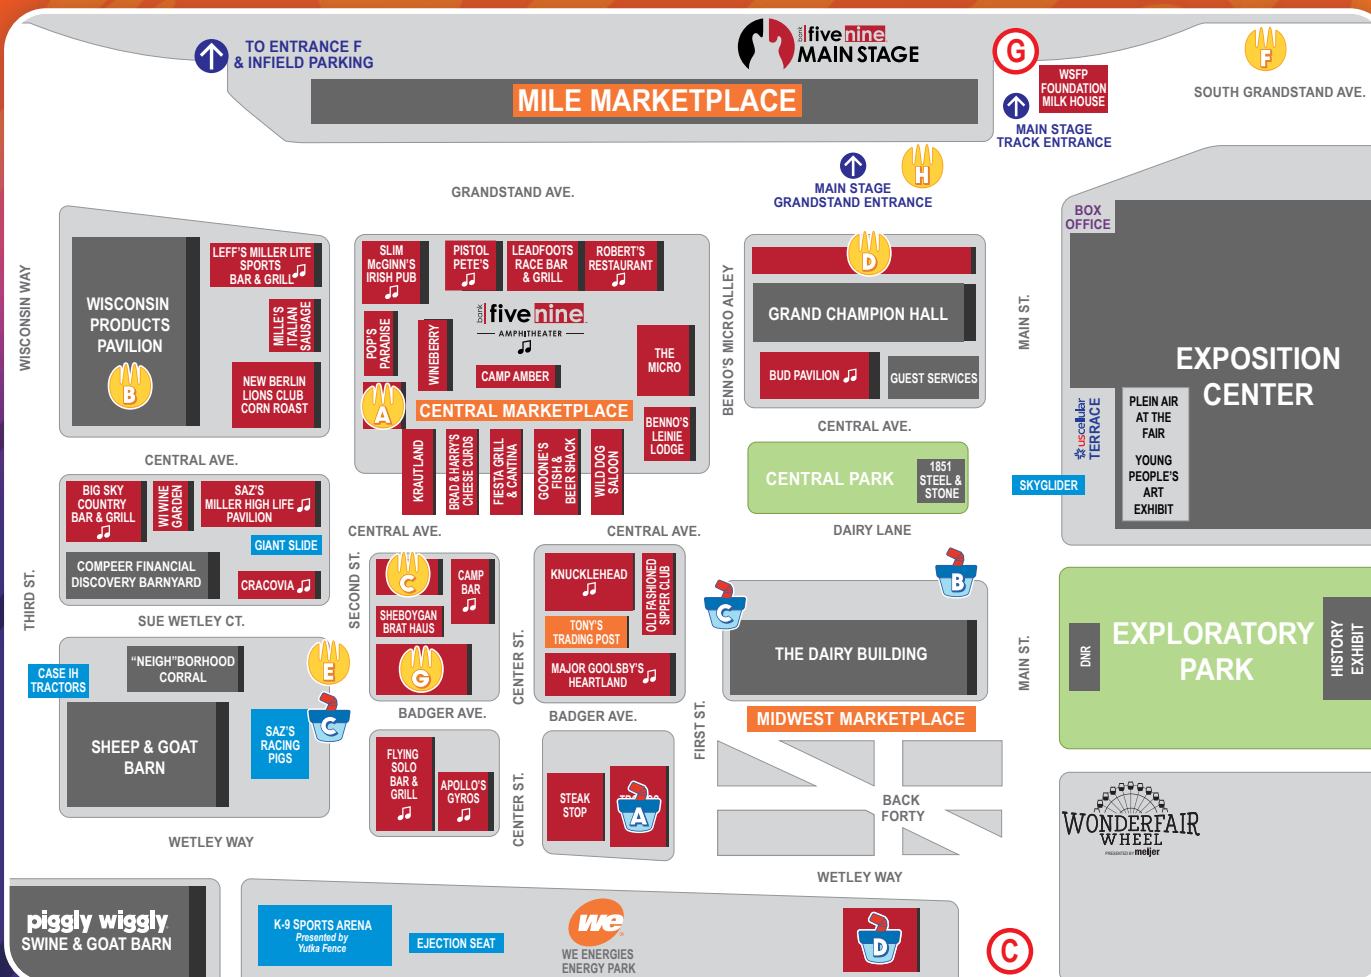 TO ENTRANCE F
& INFIELD PARKING
bank fivenine
MAIN STAGE
MILE MARKETPLACE
G
WSFP
FOUNDATION
MILK HOUSE
MAIN STAGE
TRACK ENTRANCE
F
SOUTH GRANDSTAND AVE.
MAIN STAGE
GRANDSTAND ENTRANCE
H
GRANDSTAND AVE.
WISCONSIN WAY
WISCONSIN
PRODUCTS
PAVILION
B
LEFF'S MILLER LITE
SPORTS
BAR & GRILL
MILLE'S
ITALIAN
SAUSAGE
NEW BERLIN
LIONS CLUB
CORN ROAST
SLIM
McGINN'S
IRISH PUB
PISTOL
PETE'S
LEADFOOTS
RACE BAR
& GRILL
ROBERT'S
RESTAURANT
POP'S
PARADISE
WINEBERRY
bank fivenine
AMPHITHEATER
CAMP AMBER
THE
MICRO
A
CENTRAL MARKETPLACE
BENNO'S
LEINIE
LODGE
KRAUTLAND
BRAD & HARRY'S
CHEESE CURDS
FIESTA GRILL
& CANTINA
GOOONIE'S
FISH &
BEER SHACK
WILD DOG
SALOON
BENNO'S MICRO ALLEY
D
GRAND CHAMPION HALL
BUD PAVILION
GUEST SERVICES
MAIN ST.
BOX
OFFICE
EXPOSITION
CENTER
uscellular
TERRACE
PLEIN AIR
AT THE
FAIR
YOUNG
PEOPLE'S
ART
EXHIBIT
CENTRAL AVE.
CENTRAL AVE.
CENTRAL PARK
1851
STEEL &
STONE
SKYGLIDER
BIG SKY
COUNTRY
BAR & GRILL
WI WINE
GARDEN
SAZ'S
MILLER HIGH LIFE
PAVILION
GIANT SLIDE
COMPEER FINANCIAL
DISCOVERY BARNYARD
CRACOVIA
THIRD ST.
SUE WETLEY CT.
CENTRAL AVE.
CENTRAL AVE.
DAIRY LANE
SECOND ST.
C
CAMP
BAR
SHEBOYGAN
BRAT HAUS
G
CENTER ST.
KNUCKLEHEAD
OLD FASHIONED
SIPPER CLUB
TONY'S
TRADING POST
MAJOR GOOLSBY'S
HEARTLAND
C
B
THE DAIRY BUILDING
MAIN ST.
DNR
EXPLORATORY
PARK
HISTORY
EXHIBIT
CASE IH
TRACTORS
"NEIGH"BORHOOD
CORRAL
E
C
SHEEP & GOAT
BARN
SAZ'S
RACING
PIGS
BADGER AVE.
BADGER AVE.
FIRST ST.
MIDWEST MARKETPLACE
FLYING
SOLO
BAR &
GRILL
APOLLO'S
GYROS
CENTER ST.
STEAK
STOP
A
BACK
FORTY
WONDERFAIR
WHEEL
PRESENTED BY meijer
WETLEY WAY
WETLEY WAY
piggly wiggly
SWINE & GOAT BARN
K-9 SPORTS ARENA
Presented by
Yutka Fence
EJECTION SEAT
we
WE ENERGIES
ENERGY PARK
D
C